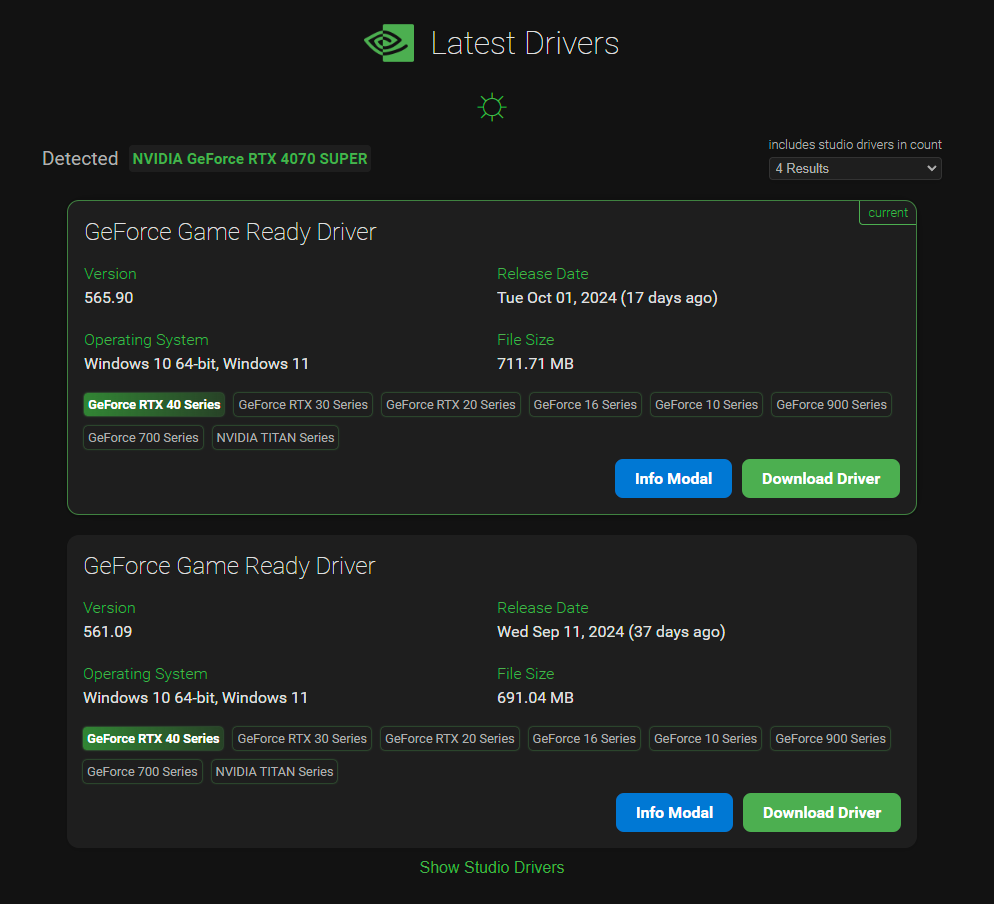 Latest Drivers
Detected NVIDIA GeForce RTX 4070 SUPER
includes studio drivers in count
4 Results
current
GeForce Game Ready Driver
Version
565.90
Release Date
Tue Oct 01, 2024 (17 days ago)
Operating System
Windows 10 64-bit, Windows 11
File Size
711.71 MB
GeForce RTX 40 Series GeForce RTX 30 Series GeForce RTX 20 Series GeForce 16 Series GeForce 10 Series GeForce 900 Series
GeForce 700 Series NVIDIA TITAN Series
Info Modal Download Driver
GeForce Game Ready Driver
Version
561.09
Release Date
Wed Sep 11, 2024 (37 days ago)
Operating System
Windows 10 64-bit, Windows 11
File Size
691.04 MB
GeForce RTX 40 Series GeForce RTX 30 Series GeForce RTX 20 Series GeForce 16 Series GeForce 10 Series GeForce 900 Series
GeForce 700 Series NVIDIA TITAN Series
Info Modal Download Driver
Show Studio Drivers